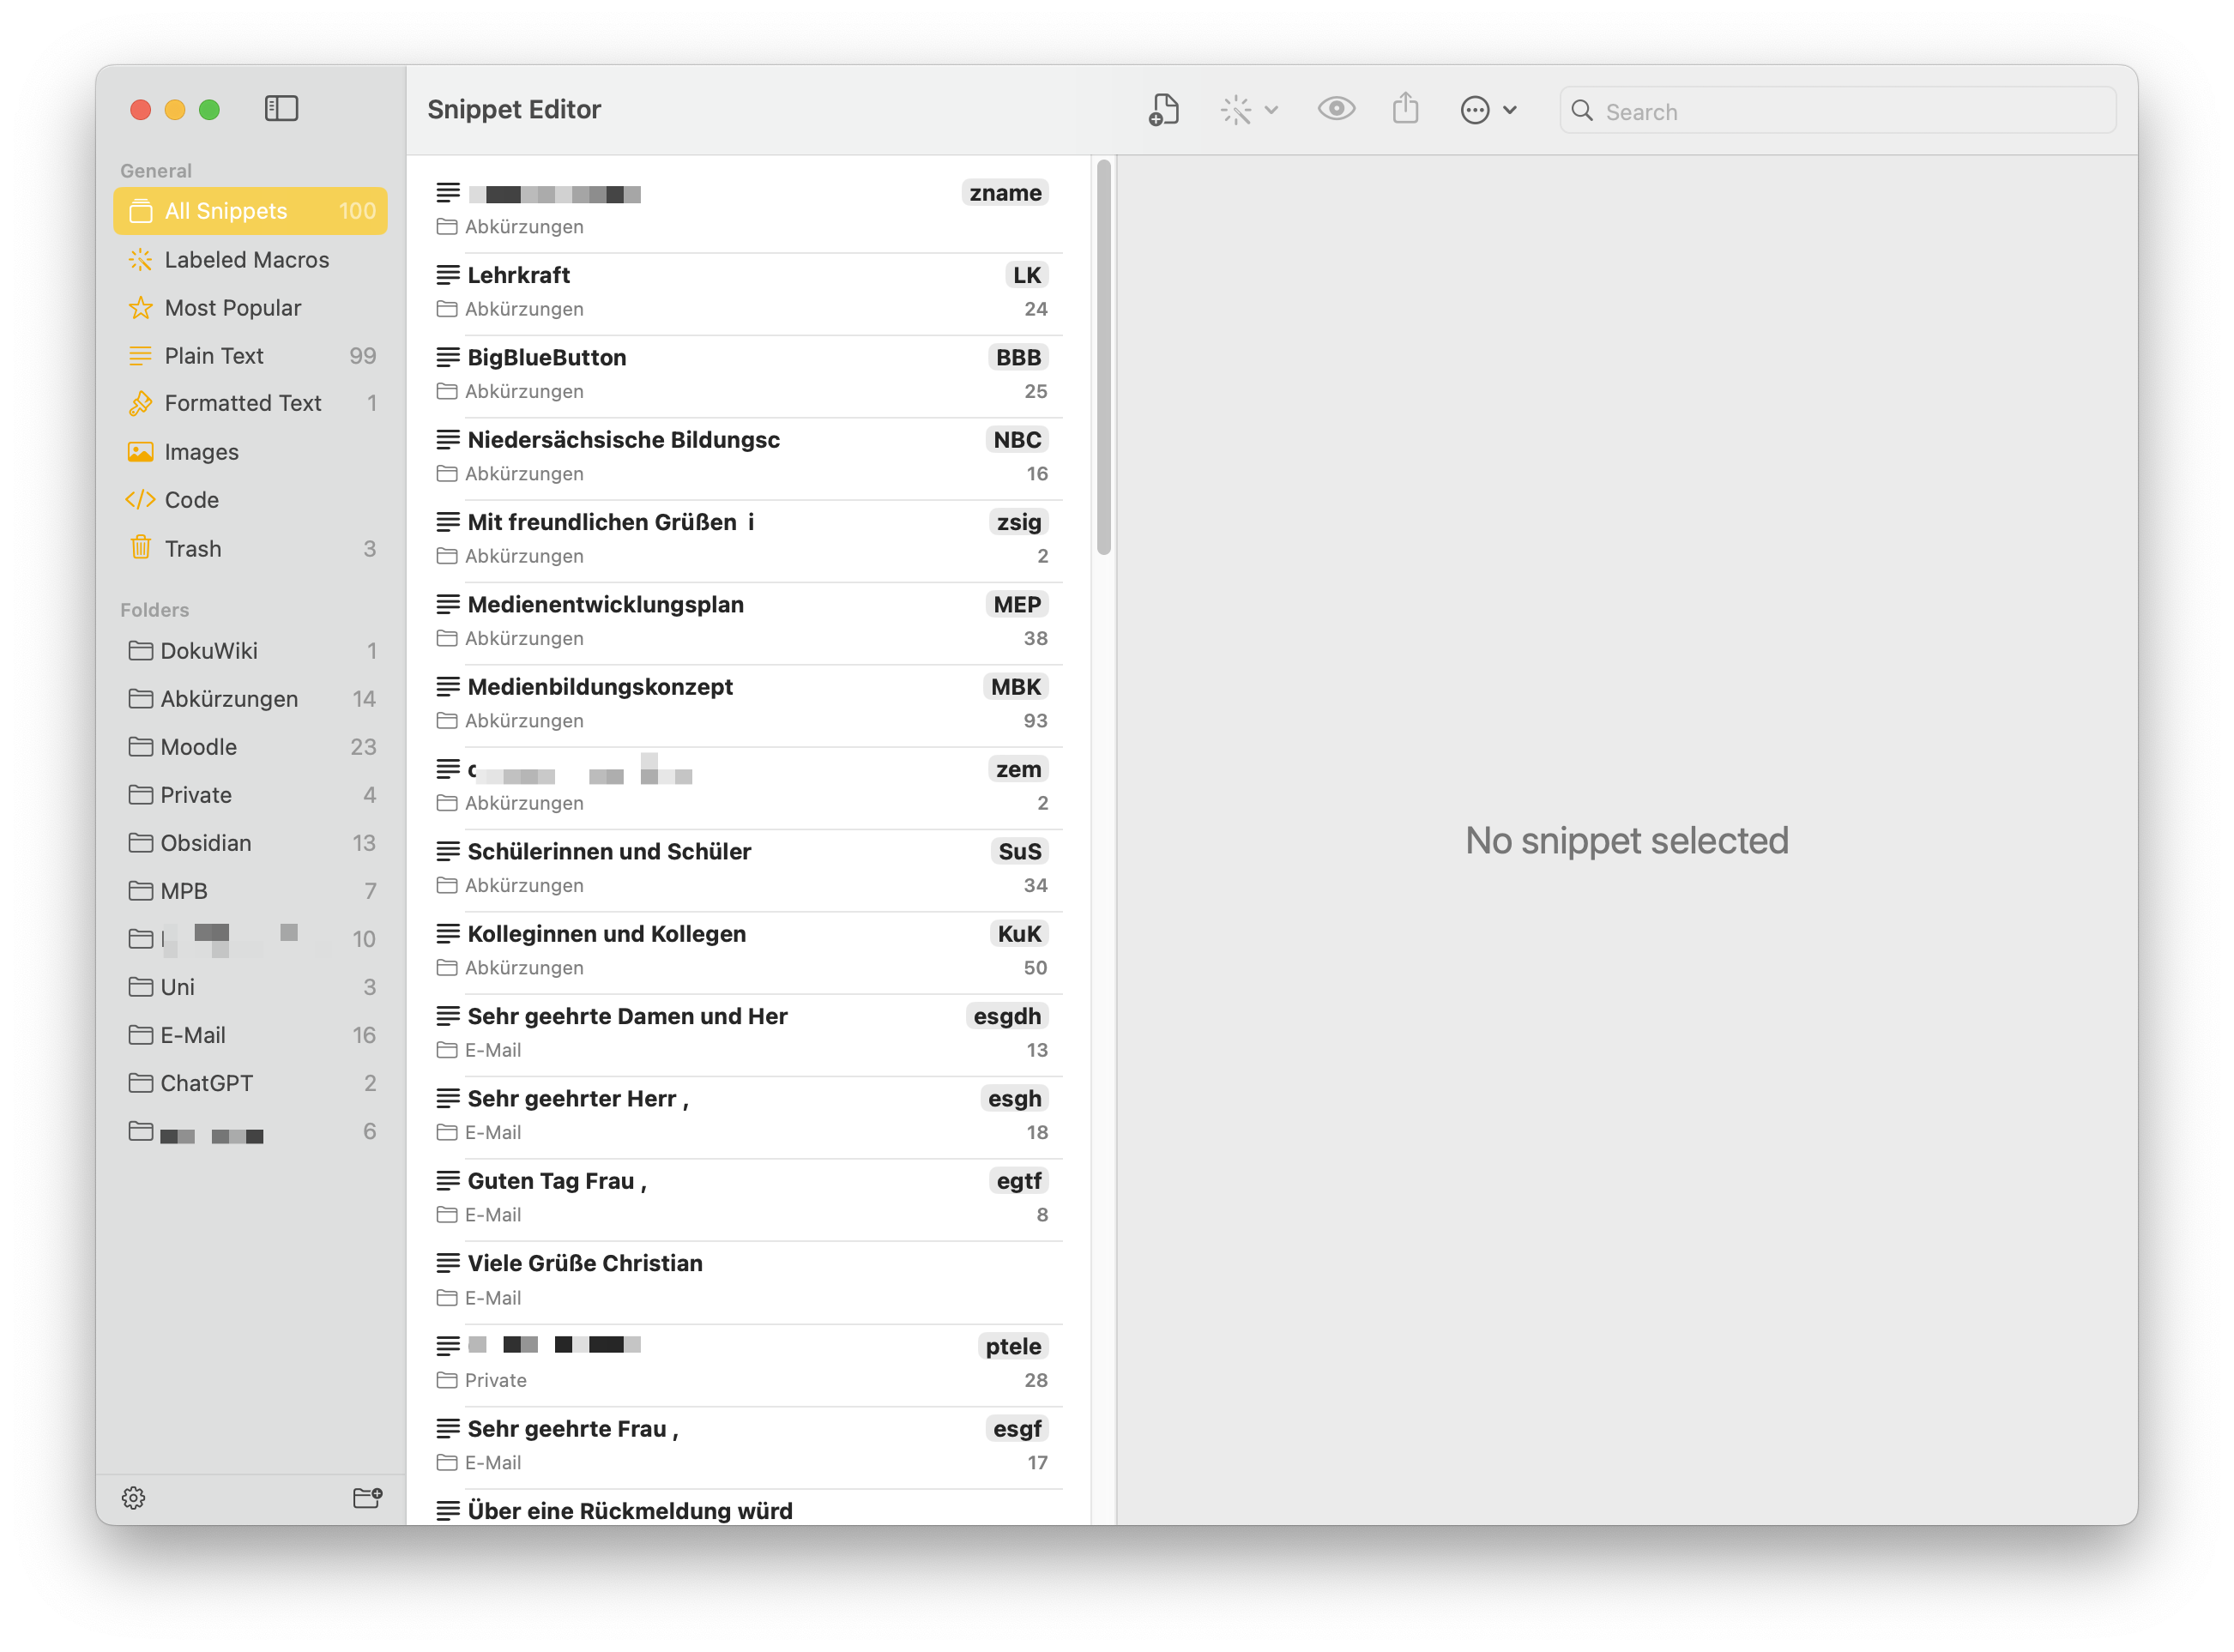 Snippet Editor
Search
General
All Snippets 100
Labeled Macros
Most Popular
Plain Text 99
Formatted Text 1
Images
Code
Trash 3
Folders
DokuWiki 1
Abkürzungen 14
Moodle 23
Private 4
Obsidian 13
MPB 7
10
Uni 3
E-Mail 16
ChatGPT 2
6
zname
Abkürzungen
Lehrkraft LK
Abkürzungen 24
BigBlueButton BBB
Abkürzungen 25
Niedersächsische Bildungsc NBC
Abkürzungen 16
Mit freundlichen Grüßen i zsig
Abkürzungen 2
Medienentwicklungsplan MEP
Abkürzungen 38
Medienbildungskonzept MBK
Abkürzungen 93
zem
Abkürzungen 2
Schülerinnen und Schüler SuS
Abkürzungen 34
Kolleginnen und Kollegen KuK
Abkürzungen 50
Sehr geehrte Damen und Her esgdh
E-Mail 13
Sehr geehrter Herr , esgh
E-Mail 18
Guten Tag Frau , egtf
E-Mail 8
Viele Grüße Christian
E-Mail
ptele
Private 28
Sehr geehrte Frau , esgf
E-Mail 17
Über eine Rückmeldung würd
No snippet selected